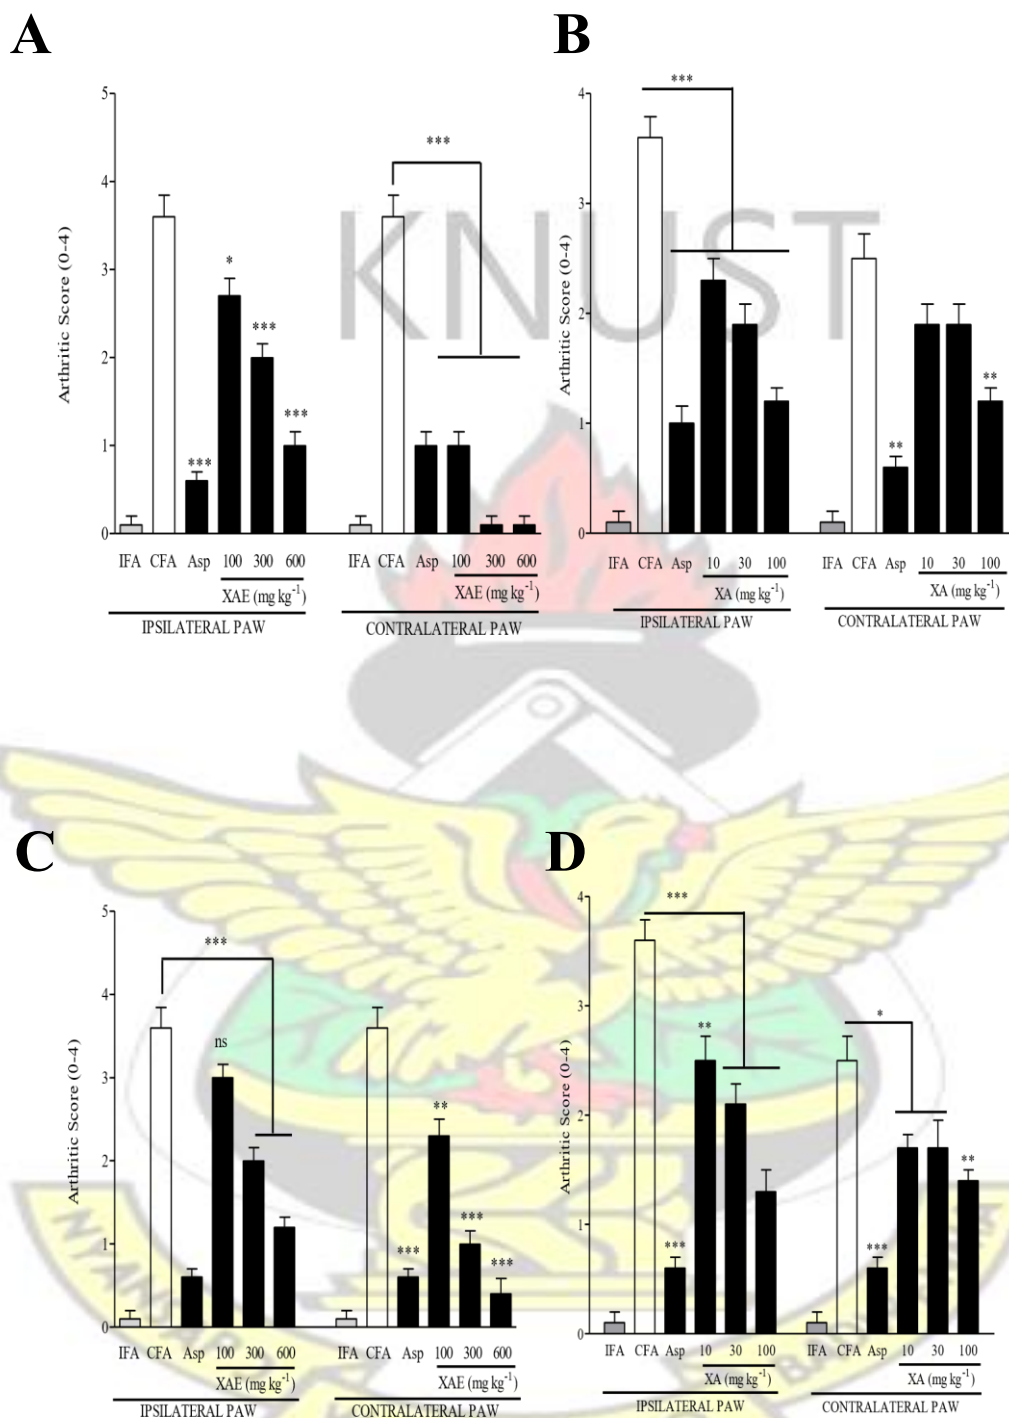 A
B
5
4
3
2
1
0
Arthritic Score (0-4)
***
*
***
***
***
IFA CFA Asp 100 300 600
XAE (mg kg-1)
IPSILATERAL PAW
IFA CFA Asp 100 300 600
XAE (mg kg-1)
CONTRALATERAL PAW
4
3
2
1
0
Arthritic Score (0-4)
***
**
**
IFA CFA Asp 10 30 100
XA (mg kg-1)
IPSILATERAL PAW
IFA CFA Asp 10 30 100
XA (mg kg-1)
CONTRALATERAL PAW
KNUST
C
D
5
4
3
2
1
0
Arthritic Score (0-4)
***
ns
**
***
***
***
IFA CFA Asp 100 300 600
XAE (mg kg-1)
IPSILATERAL PAW
IFA CFA Asp 100 300 600
XAE (mg kg-1)
CONTRALATERAL PAW
4
3
2
1
0
Arthritic Score (0-4)
***
**
***
*
***
**
IFA CFA Asp 10 30 100
XA (mg kg-1)
IPSILATERAL PAW
IFA CFA Asp 10 30 100
XA (mg kg-1)
CONTRALATERAL PAW